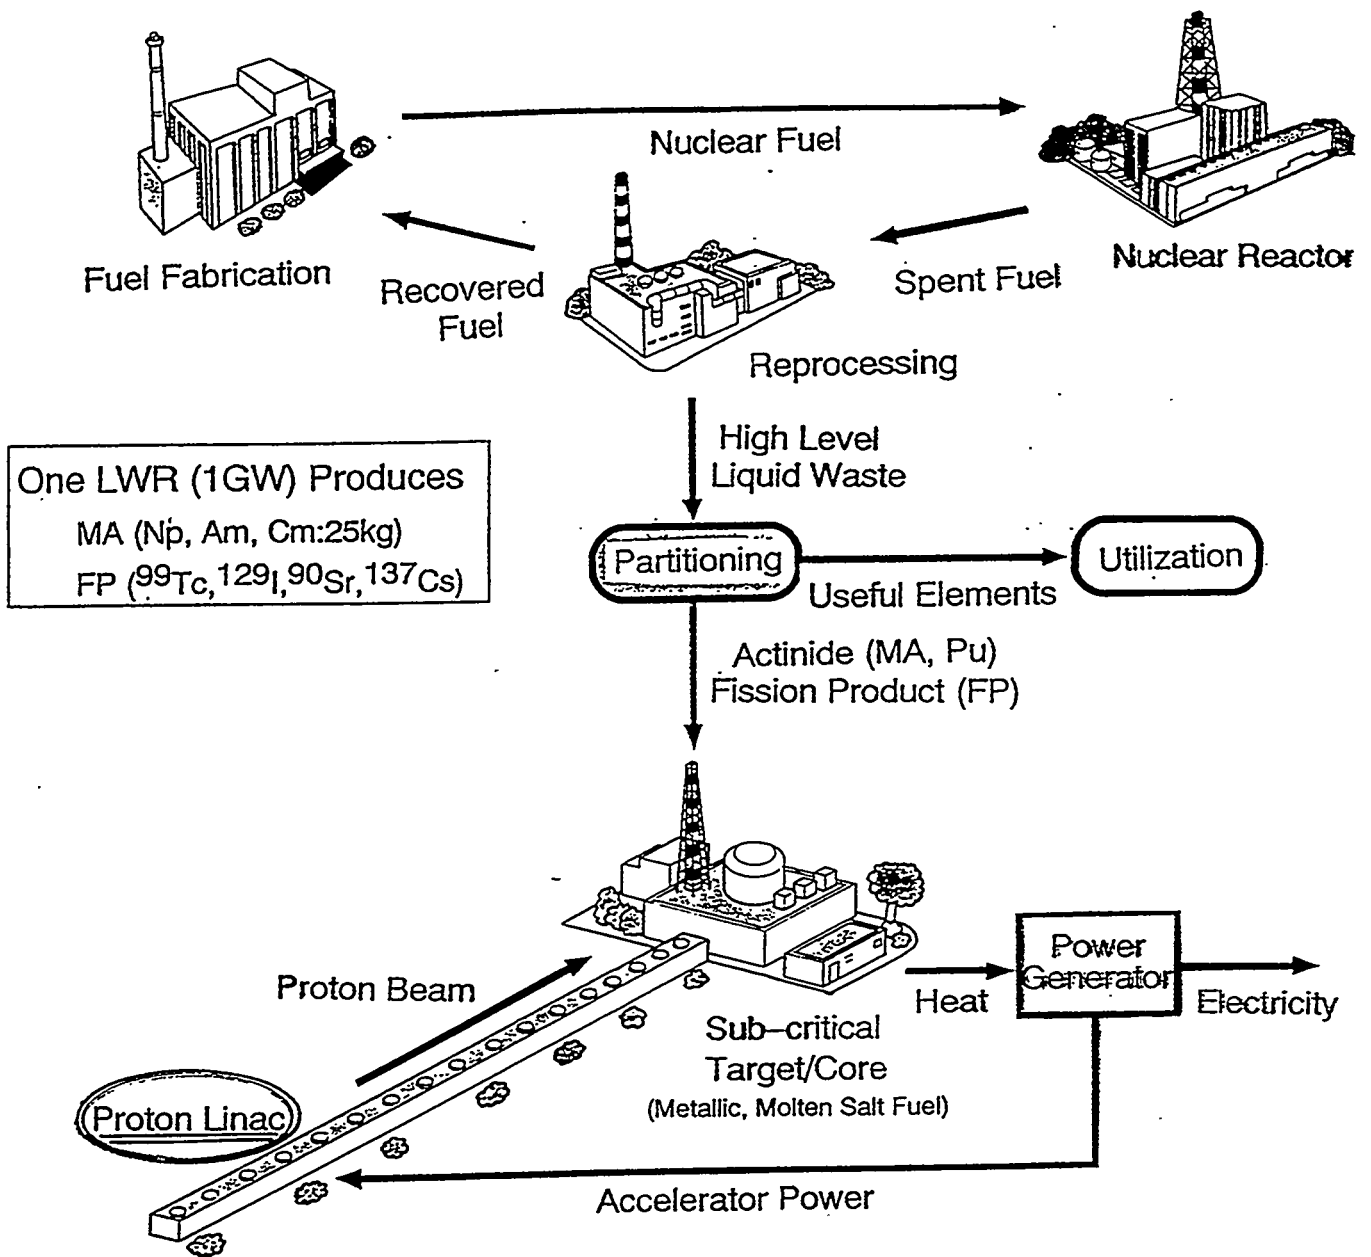 Nuclear Fuel
Fuel Fabrication
Nuclear Reactor
Recovered
Fuel
Spent Fuel
Reprocessing
High Level
Liquid Waste
One LWR (1GW) Produces
MA (Np, Am, Cm:25kg)
FP (⁹⁹Tc, ¹²⁹I, ⁹⁰Sr, ¹³⁷Cs)
Partitioning
Useful Elements
Utilization
Actinide (MA, Pu)
Fission Product (FP)
Proton Beam
Proton Linac
Sub–critical
Target/Core
(Metallic, Molten Salt Fuel)
Heat
Power
Generator
Electricity
Accelerator Power